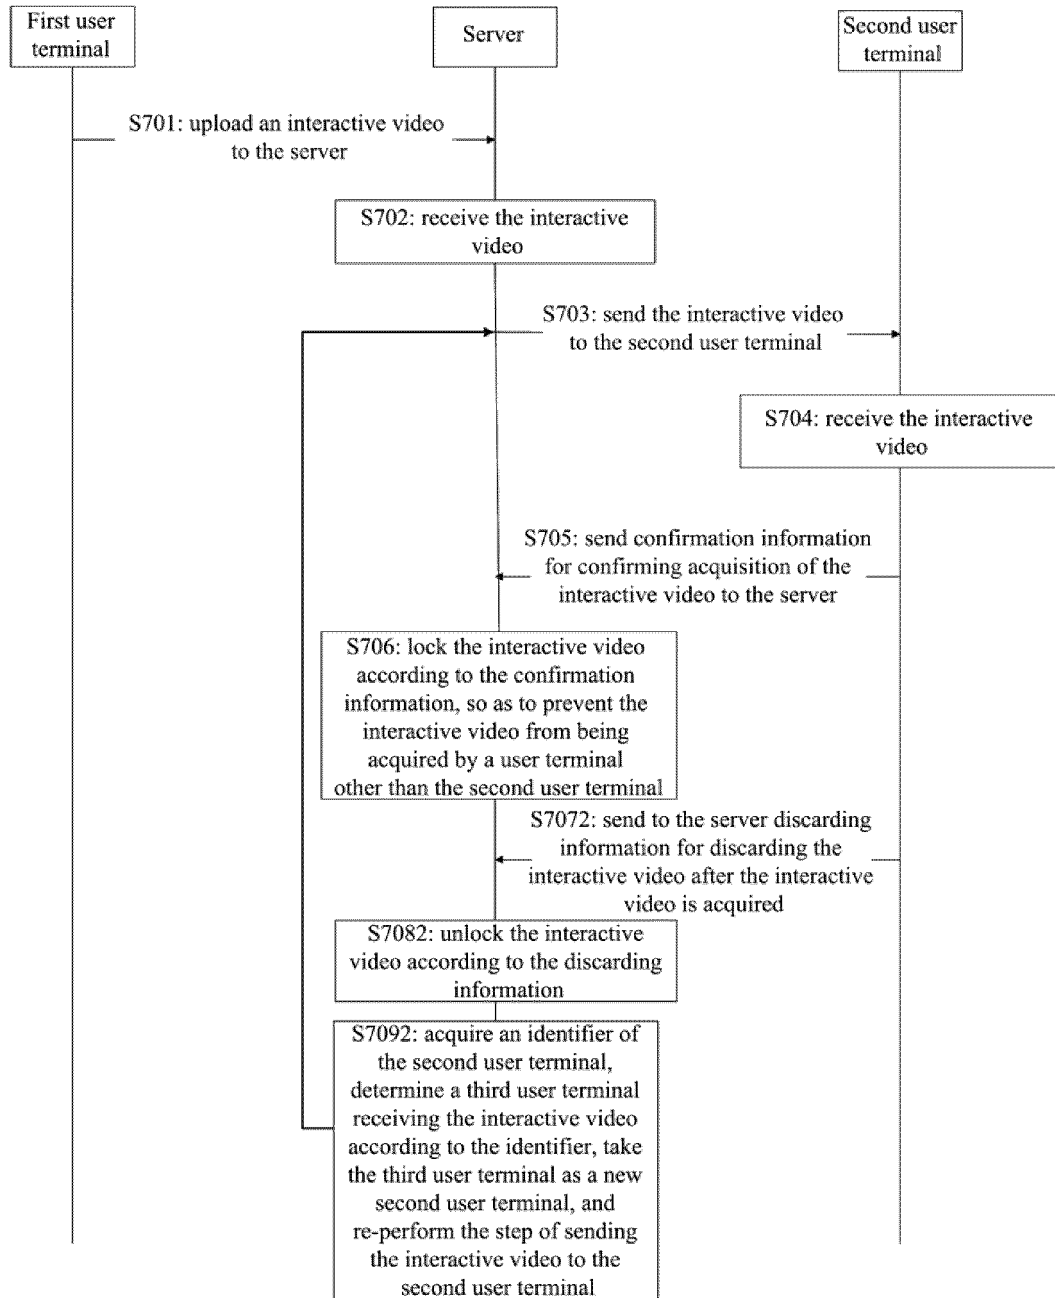 First user
terminal
Server
Second user
terminal
S701: upload an interactive video
to the server
S702: receive the interactive
video
S703: send the interactive video
to the second user terminal
S704: receive the interactive
video
S705: send confirmation information
for confirming acquisition of the
interactive video to the server
S706: lock the interactive video
according to the confirmation
information, so as to prevent the
interactive video from being
acquired by a user terminal
other than the second user terminal
S7072: send to the server discarding
information for discarding the
interactive video after the interactive
video is acquired
S7082: unlock the interactive
video according to the discarding
information
S7092: acquire an identifier of
the second user terminal,
determine a third user terminal
receiving the interactive video
according to the identifier, take
the third user terminal as a new
second user terminal, and
re-perform the step of sending
the interactive video to the
second user terminal